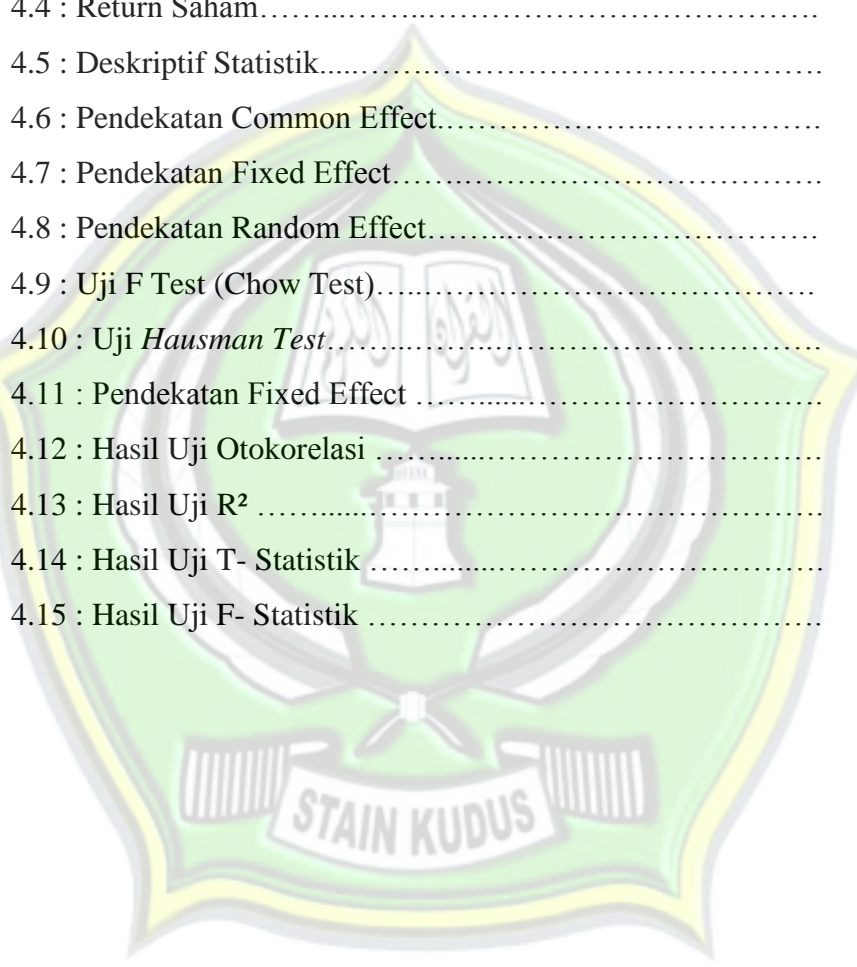 4.4 : Return Saham……...…….…..……………………………….
4.5 : Deskriptif Statistik.....…….……………………………….
4.6 : Pendekatan Common Effect.………………..…………….
4.7 : Pendekatan Fixed Effect…….…………………………….
4.8 : Pendekatan Random Effect……...….…………………….
4.9 : Uji F Test (Chow Test)…..…….………………………….
4.10 : Uji Hausman Test……..…….…………………………….
4.11 : Pendekatan Fixed Effect ……......……………………….
4.12 : Hasil Uji Otokorelasi …….....…………………………….
4.13 : Hasil Uji R² ……......…………………………………….
4.14 : Hasil Uji T- Statistik ……........………………………….
4.15 : Hasil Uji F- Statistik …………………………………….
STAIN KUDUS